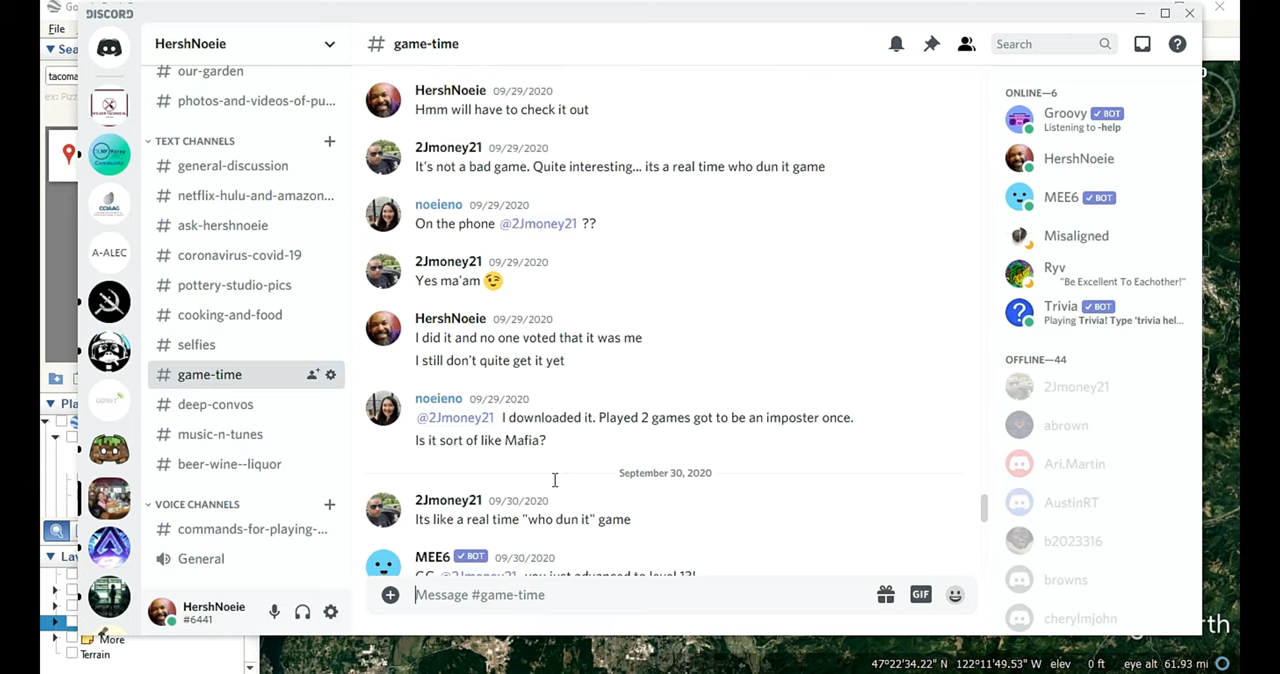 Go
File
DISCORD
Sea
tacoma
ex: Piz
HershNoeie
# game-time
Search
# our-garden
# photos-and-videos-of-pu...
TEXT CHANNELS
# general-discussion
# netflix-hulu-and-amazon...
# ask-hershnoeie
# coronavirus-covid-19
# pottery-studio-pics
# cooking-and-food
# selfies
# game-time
# deep-convos
# music-n-tunes
# beer-wine--liquor
VOICE CHANNELS
# commands-for-playing-...
General
HershNoeie
#6441
A-ALEC
Pla
Lay
More
Terrain
HershNoeie 09/29/2020
Hmm will have to check it out
2Jmoney21 09/29/2020
It's not a bad game. Quite interesting... its a real time who dun it game
noeieno 09/29/2020
On the phone @2Jmoney21 ??
2Jmoney21 09/29/2020
Yes ma'am 😉
HershNoeie 09/29/2020
I did it and no one voted that it was me
I still don't quite get it yet
noeieno 09/29/2020
@2Jmoney21 I downloaded it. Played 2 games got to be an imposter once.
Is it sort of like Mafia?
September 30, 2020
2Jmoney21 09/30/2020
Its like a real time "who dun it" game
MEE6 ✓ BOT 09/30/2020
GG @2Jmoney21, you just advanced to level 13!
Message #game-time
GIF
ONLINE—6
Groovy ✓ BOT
Listening to -help
HershNoeie
MEE6 ✓ BOT
Misaligned
Ryv
"Be Excellent To Eachother!"
Trivia ✓ BOT
Playing Trivia! Type 'trivia hel...
OFFLINE—44
2Jmoney21
abrown
Ari.Martin
AustinRT
b2023316
browns
cherylmjohn
rth
47°22'34.22" N 122°11'49.53" W elev 0 ft eye alt 61.93 mi